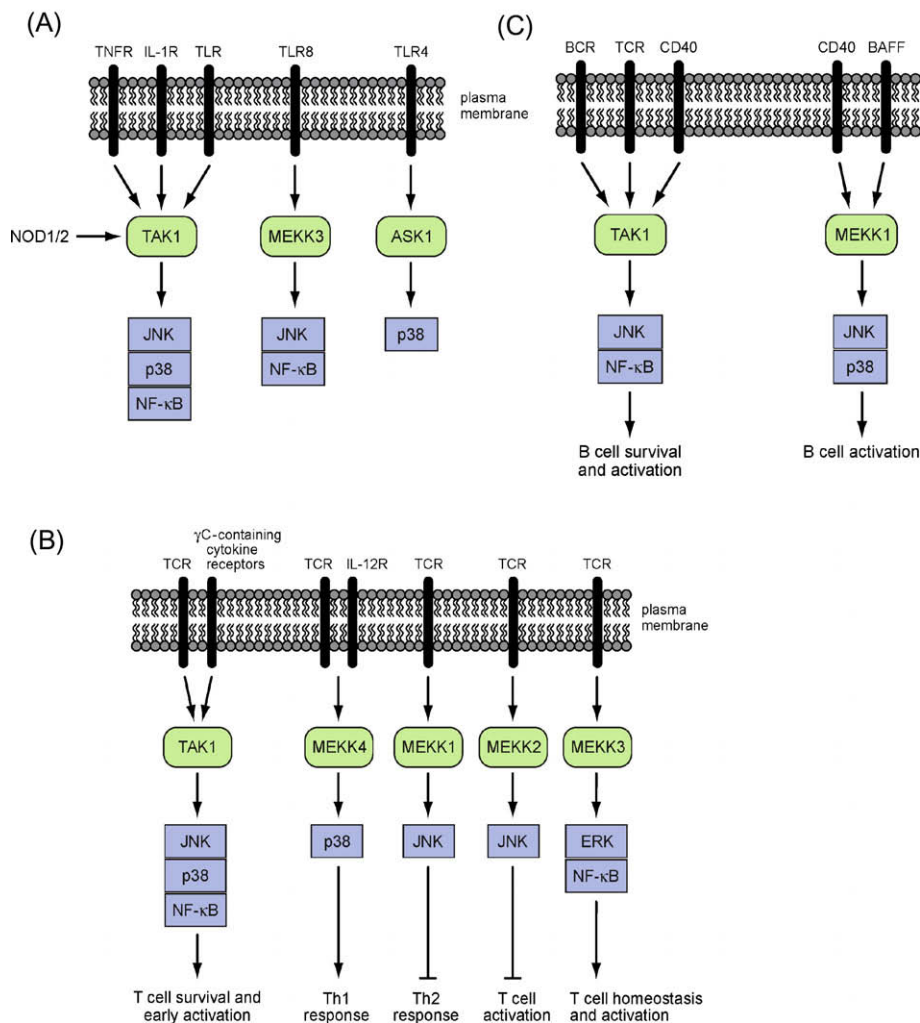 (A)
TNFR IL-1R TLR TLR8 TLR4
plasma
membrane
NOD1/2
TAK1 MEKK3 ASK1
JNK JNK p38
p38 NF-κB
NF-κB
(C)
BCR TCR CD40 CD40 BAFF
TAK1 MEKK1
JNK JNK
NF-κB p38
B cell survival
and activation
B cell activation
(B)
γC-containing
cytokine
receptors
TCR TCR IL-12R TCR TCR TCR
plasma
membrane
TAK1 MEKK4 MEKK1 MEKK2 MEKK3
JNK p38 JNK JNK ERK
p38 NF-κB
NF-κB
T cell survival and
early activation
Th1
response
Th2
response
T cell
activation
T cell homeostasis
and activation